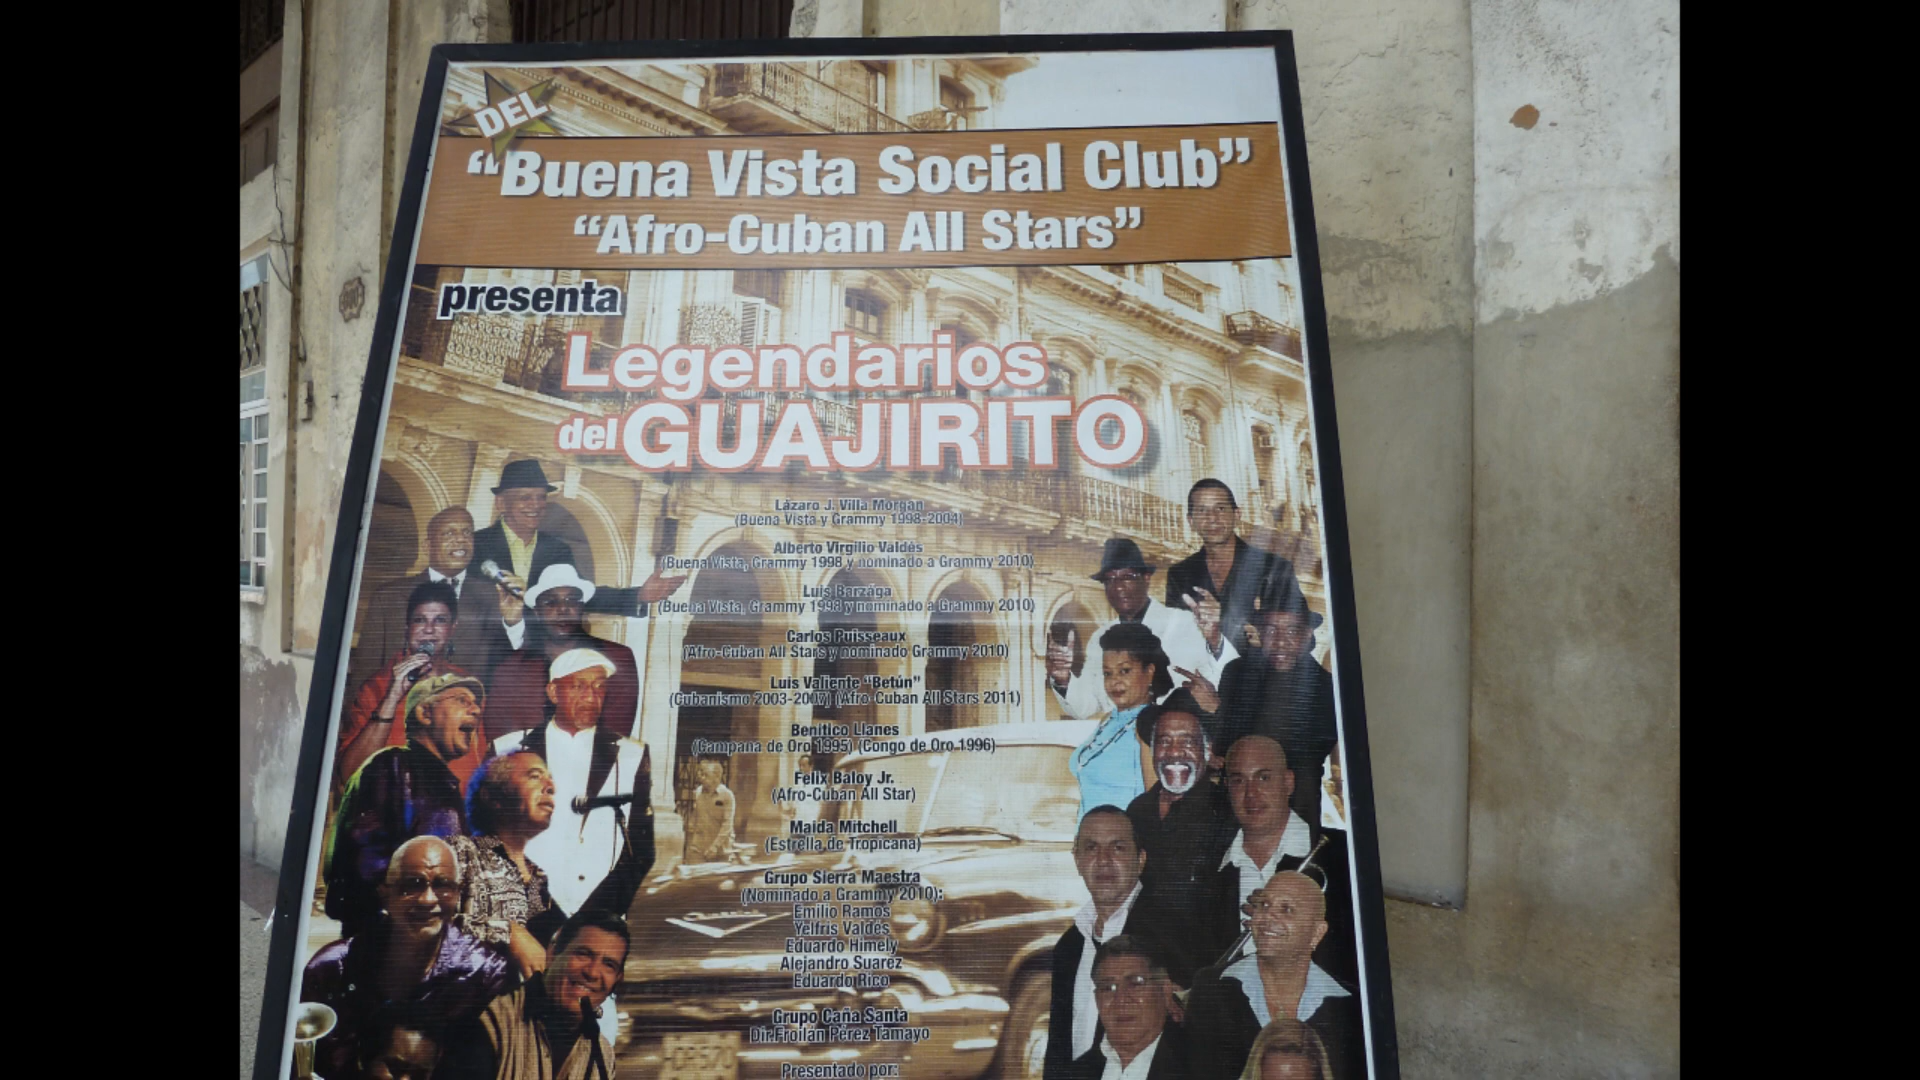 DEL
“Buena Vista Social Club”
“Afro-Cuban All Stars”
presenta
Legendarios
del GUAJIRITO
Lázaro J. Villa Morgan
(Buena Vista y Grammy 1998-2004)
Alberto Virgilio Valdés
(Buena Vista, Grammy 1998 y nominado a Grammy 2010)
Luis Barzága
(Buena Vista, Grammy 1998 y nominado a Grammy 2010)
Carlos Puisseaux
(Afro-Cuban All Stars y nominado Grammy 2010)
Luis Valiente “Betún”
(Cubanismo 2003-2007) (Afro-Cuban All Stars 2011)
Benítico Llanes
(Campana de Oro 1995) (Congo de Oro 1996)
Felix Baloy Jr.
(Afro-Cuban All Star)
Maida Mitchell
(Estrella de Tropicana)
Grupo Sierra Maestra
(Nominado a Grammy 2010):
Emilio Ramos
Yelfris Valdés
Eduardo Himely
Alejandro Suarez
Eduardo Rico
Grupo Caña Santa
Dir.Froilán Pérez Tamayo
Presentado por: